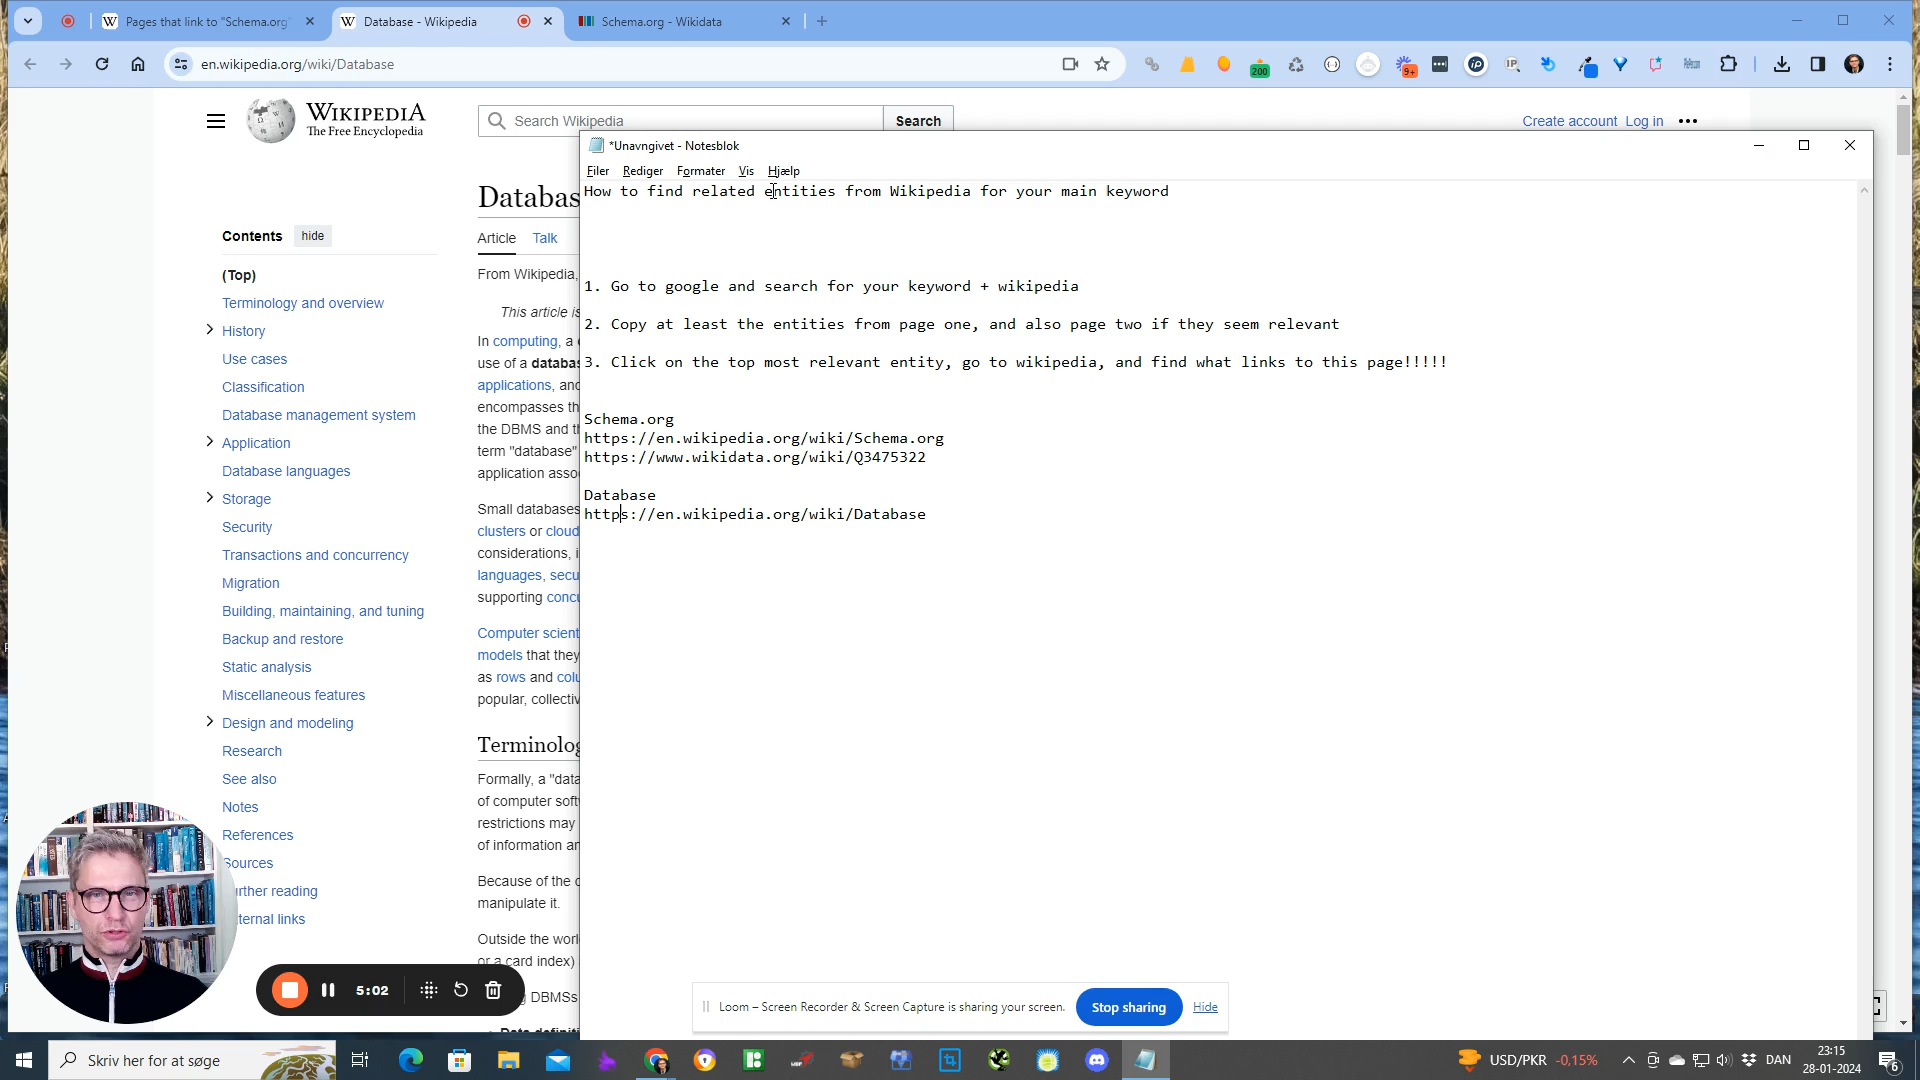 Pages that link to "Schema.org"
Database - Wikipedia
Schema.org - Wikidata
en.wikipedia.org/wiki/Database
200
9+
IP
WIKIPEDIA
The Free Encyclopedia
Search Wikipedia
Search
Create account
Log in
*Unavngivet - Notesblok
Filer
Rediger
Formater
Vis
Hjælp
How to find related entities from Wikipedia for your main keyword
1. Go to google and search for your keyword + wikipedia
2. Copy at least the entities from page one, and also page two if they seem relevant
3. Click on the top most relevant entity, go to wikipedia, and find what links to this page!!!!!
Schema.org
https://en.wikipedia.org/wiki/Schema.org
https://www.wikidata.org/wiki/Q3475322
Database
https://en.wikipedia.org/wiki/Database
Contents
hide
(Top)
Terminology and overview
History
Use cases
Classification
Database management system
Application
Database languages
Storage
Security
Transactions and concurrency
Migration
Building, maintaining, and tuning
Backup and restore
Static analysis
Miscellaneous features
Design and modeling
Research
See also
Notes
References
Sources
urther reading
ternal links
Databas
Article
Talk
From Wikipedia,
This article is
In computing, a
use of a databas
applications, and
encompasses th
the DBMS and th
term "database"
application asso
Small databases
clusters or cloud
considerations, i
languages, secu
supporting concu
Computer scient
models that they
as rows and colu
popular, collectiv
Terminolog
Formally, a "data
of computer soft
restrictions may
of information an
Because of the c
manipulate it.
Outside the worl
or a card index)
DBMSs
Data definiti
5:02
Loom – Screen Recorder & Screen Capture is sharing your screen.
Stop sharing
Hide
Skriv her for at søge
USD/PKR
-0,15%
DAN
23:15
28-01-2024
6